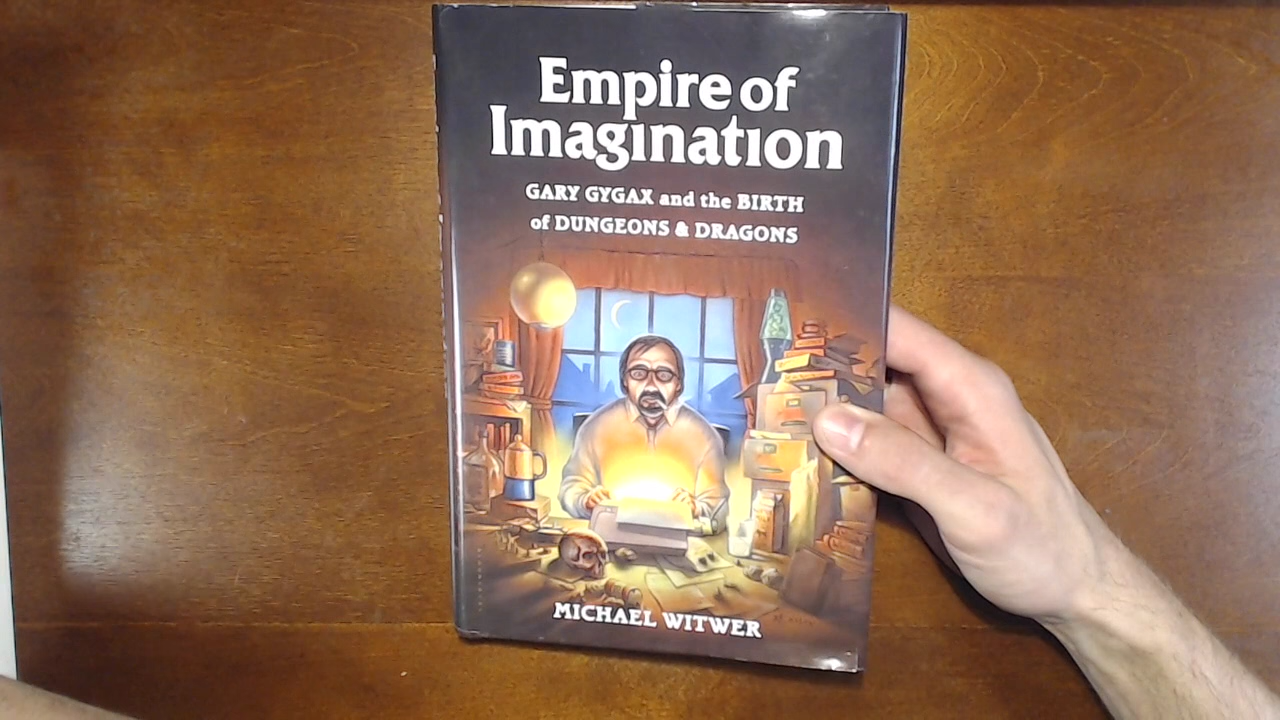 Empire of
Imagination
GARY GYGAX and the BIRTH
of DUNGEONS & DRAGONS
MICHAEL WITWER